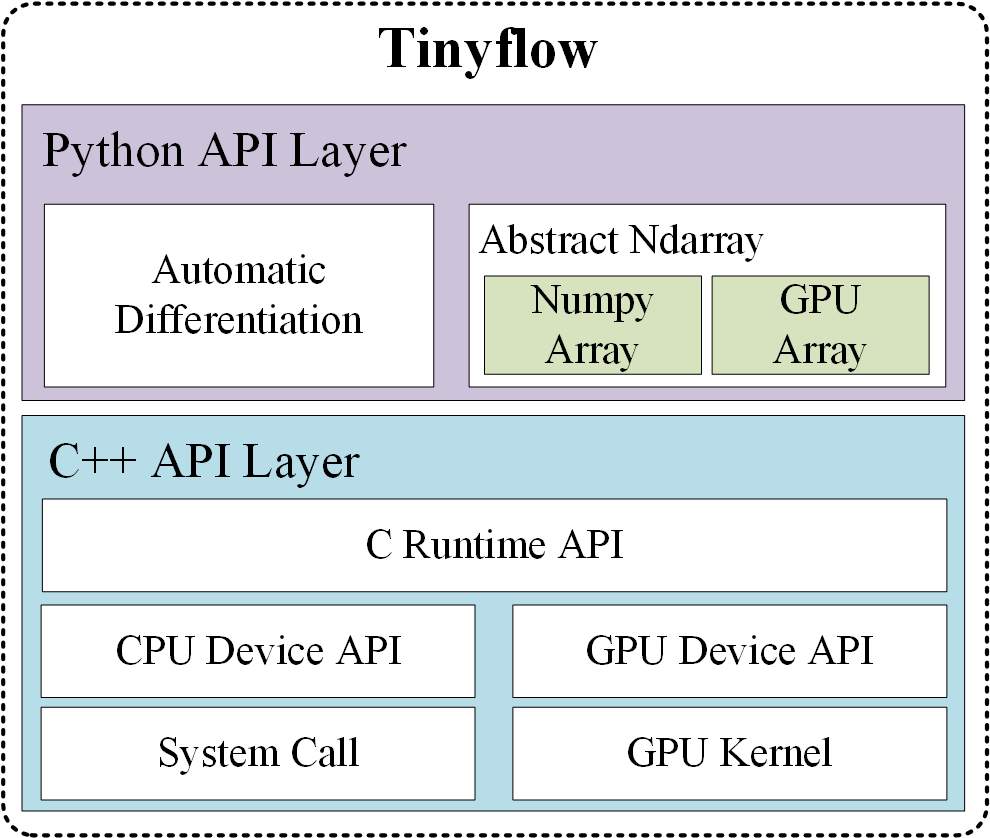 Tinyflow
Python API Layer
Automatic
Differentiation
Abstract Ndarray
Numpy
Array
GPU
Array
C++ API Layer
C Runtime API
CPU Device API
GPU Device API
System Call
GPU Kernel